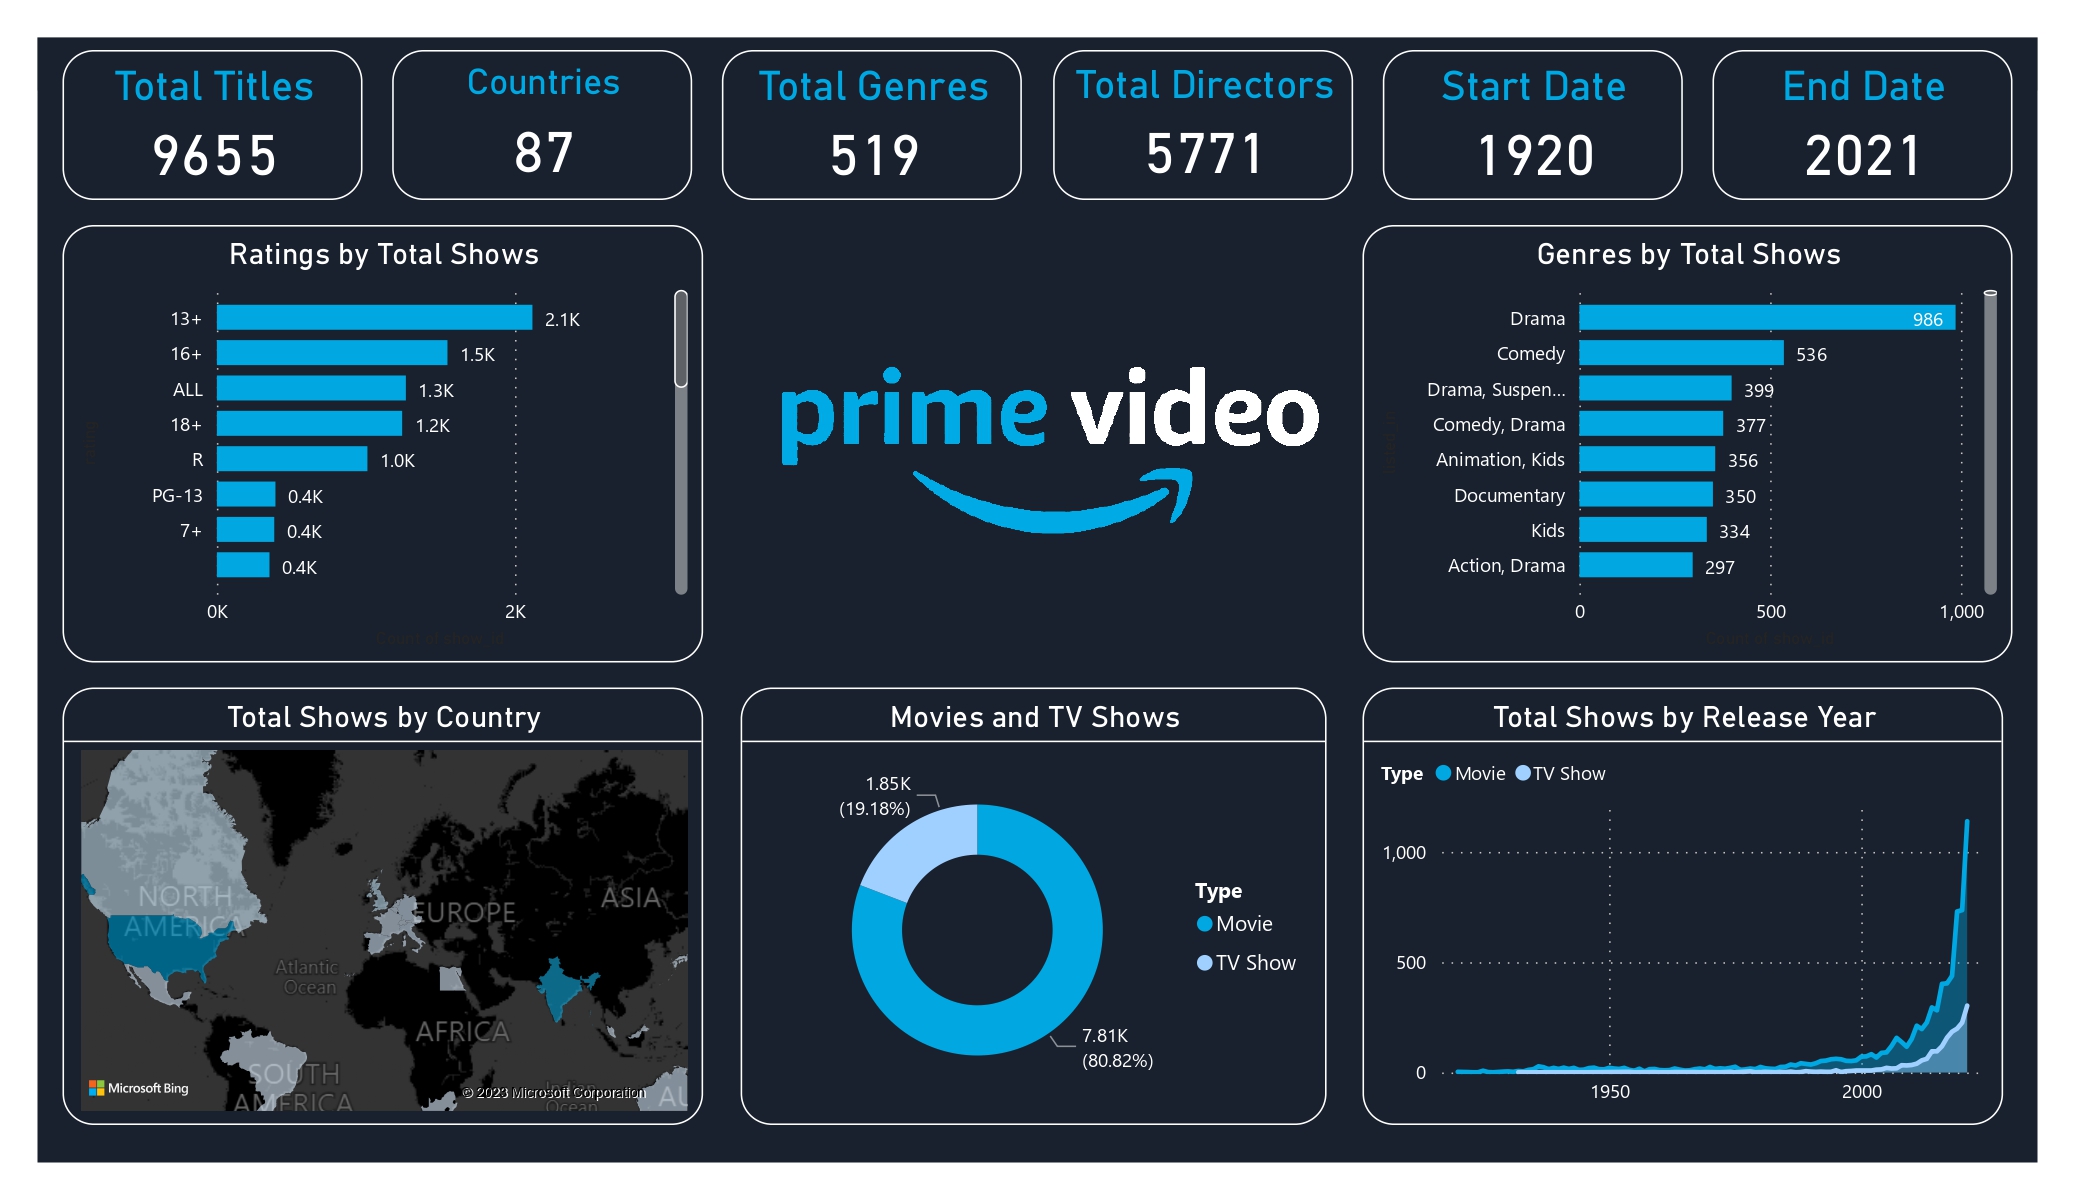 Total Titles
9655
Countries
87
Total Genres
519
Total Directors
5771
Start Date
1920
End Date
2021
Ratings by Total Shows
13+ 2.1K
16+ 1.5K
ALL 1.3K
18+ 1.2K
R 1.0K
PG-13 0.4K
7+ 0.4K
0.4K
0K 2K
prime video
Genres by Total Shows
Drama 986
Comedy 536
Drama, Suspen... 399
Comedy, Drama 377
Animation, Kids 356
Documentary 350
Kids 334
Action, Drama 297
0 500 1,000
Total Shows by Country
NORTH
AMERICA
EUROPE
ASIA
Atlantic
Ocean
AFRICA
SOUTH
AMERICA
Indian
Ocean
AU
Microsoft Bing
© 2023 Microsoft Corporation
Movies and TV Shows
1.85K
(19.18%)
7.81K
(80.82%)
Type
Movie
TV Show
Total Shows by Release Year
Type Movie TV Show
1,000
500
0
1950 2000